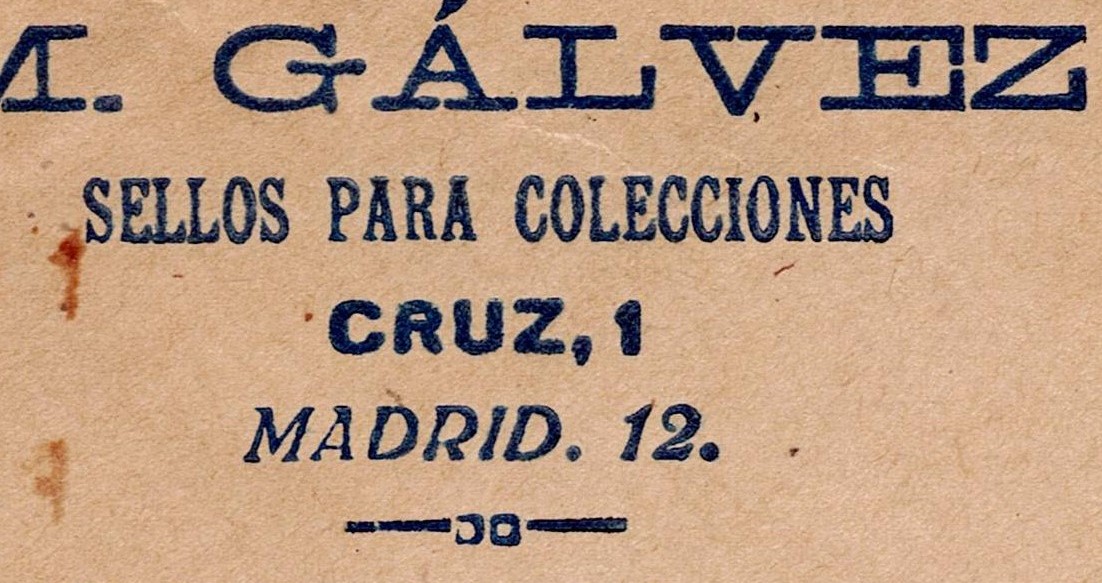 M. GÁLVEZ
SELLOS PARA COLECCIONES
CRUZ, 1
MADRID. 12.